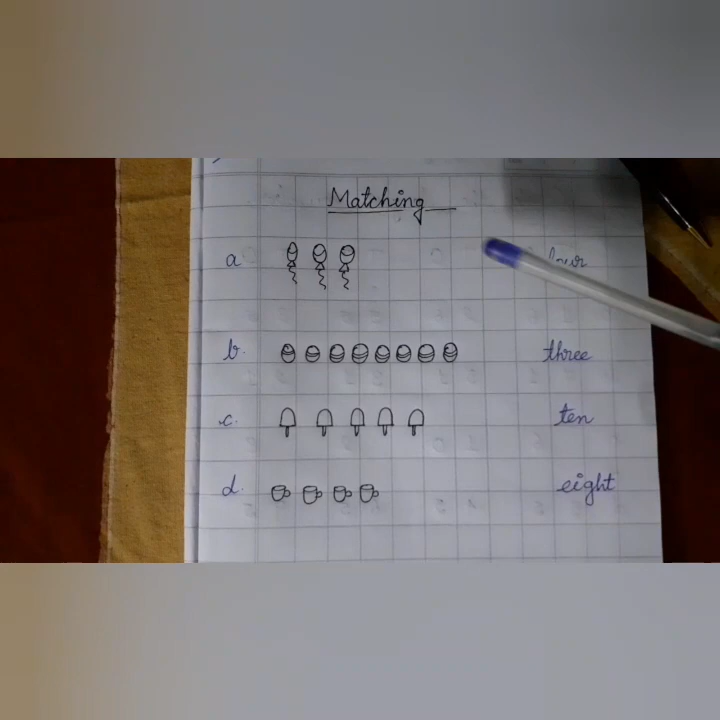 Matching
a
b. three
c. ten
d. eight